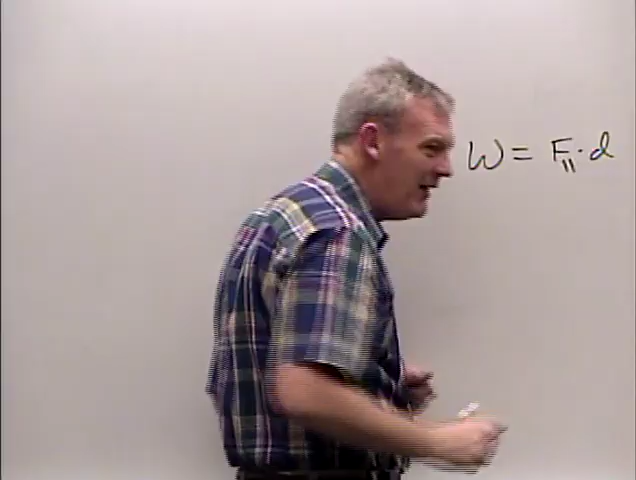 W = F∥ · d